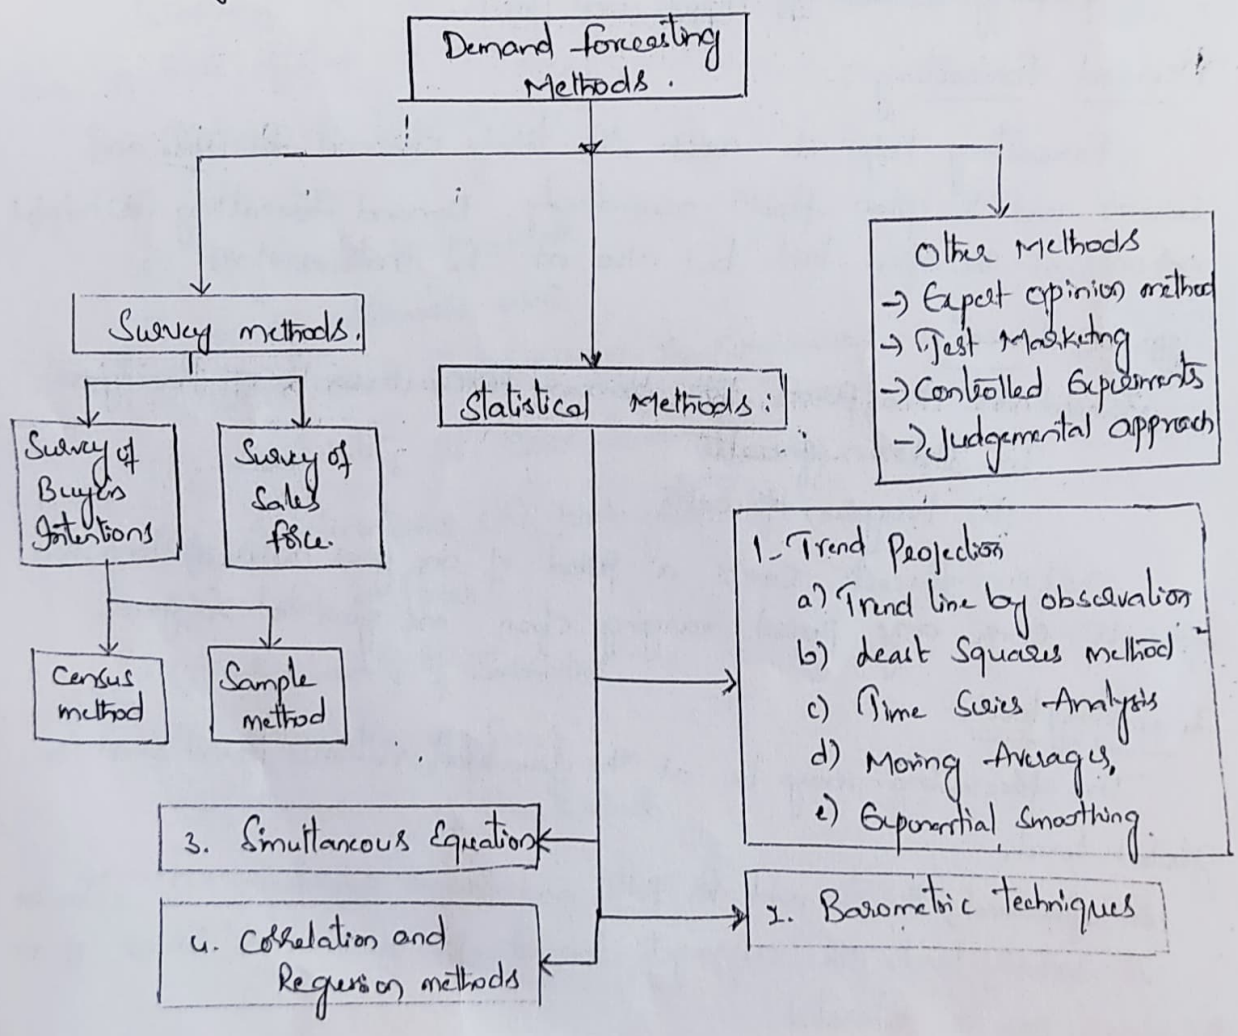 Demand forecasting
Methods.
Survey methods.
Statistical Methods:
Other Methods
→ Expert opinion method
→ Test Marketng
→ Controlled Experiments
→ Judgemental approach
Survey of
Buyers
Intentions
Survey of
Sales
force.
Census
method
Sample
method
1. Trend Projection
a) Trend line by observation
b) Least Squares method
c) Time Series Analysis
d) Moving Averages,
e) Exponential Smoothing.
2. Barometric Techniques
3. Simultaneous Equation
4. Correlation and
Regression methods